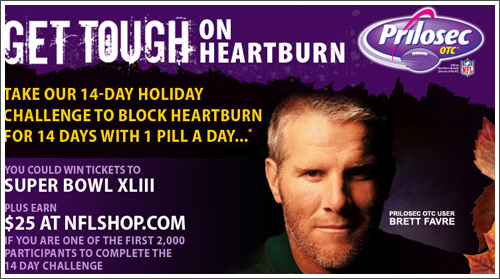 GET TOUGH ON
HEARTBURN
Prilosec
OTC
NFL
TAKE OUR 14-DAY HOLIDAY
CHALLENGE TO BLOCK HEARTBURN
FOR 14 DAYS WITH 1 PILL A DAY...*
YOU COULD WIN TICKETS TO
SUPER BOWL XLIII
PLUS EARN
$25 AT NFLSHOP.COM
IF YOU ARE ONE OF THE FIRST 2,000
PARTICIPANTS TO COMPLETE THE
14 DAY CHALLENGE
PRILOSEC OTC USER
BRETT FAVRE